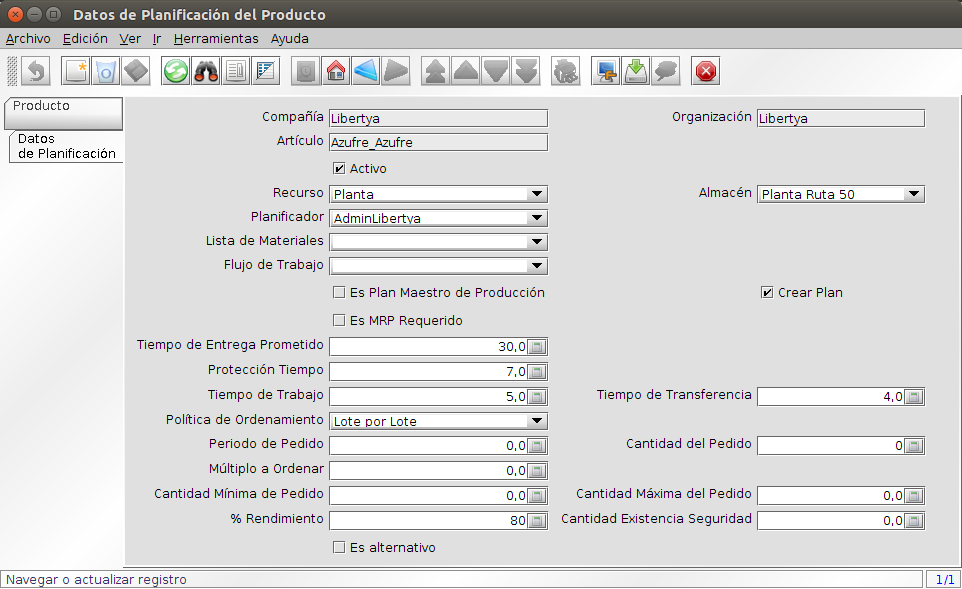 Datos de Planificación del Producto
Archivo Edición Ver Ir Herramientas Ayuda
Producto
Datos
de Planificación
Compañía Libertya Organización Libertya
Artículo Azufre_Azufre
Activo
Recurso Planta Almacén Planta Ruta 50
Planificador AdminLibertya
Lista de Materiales
Flujo de Trabajo
Es Plan Maestro de Producción Crear Plan
Es MRP Requerido
Tiempo de Entrega Prometido 30,0
Protección Tiempo 7,0
Tiempo de Trabajo 5,0 Tiempo de Transferencia 4,0
Política de Ordenamiento Lote por Lote
Periodo de Pedido 0,0 Cantidad del Pedido 0
Múltiplo a Ordenar 0,0
Cantidad Mínima de Pedido 0,0 Cantidad Máxima del Pedido 0,0
% Rendimiento 80 Cantidad Existencia Seguridad 0,0
Es alternativo
Navegar o actualizar registro 1/1